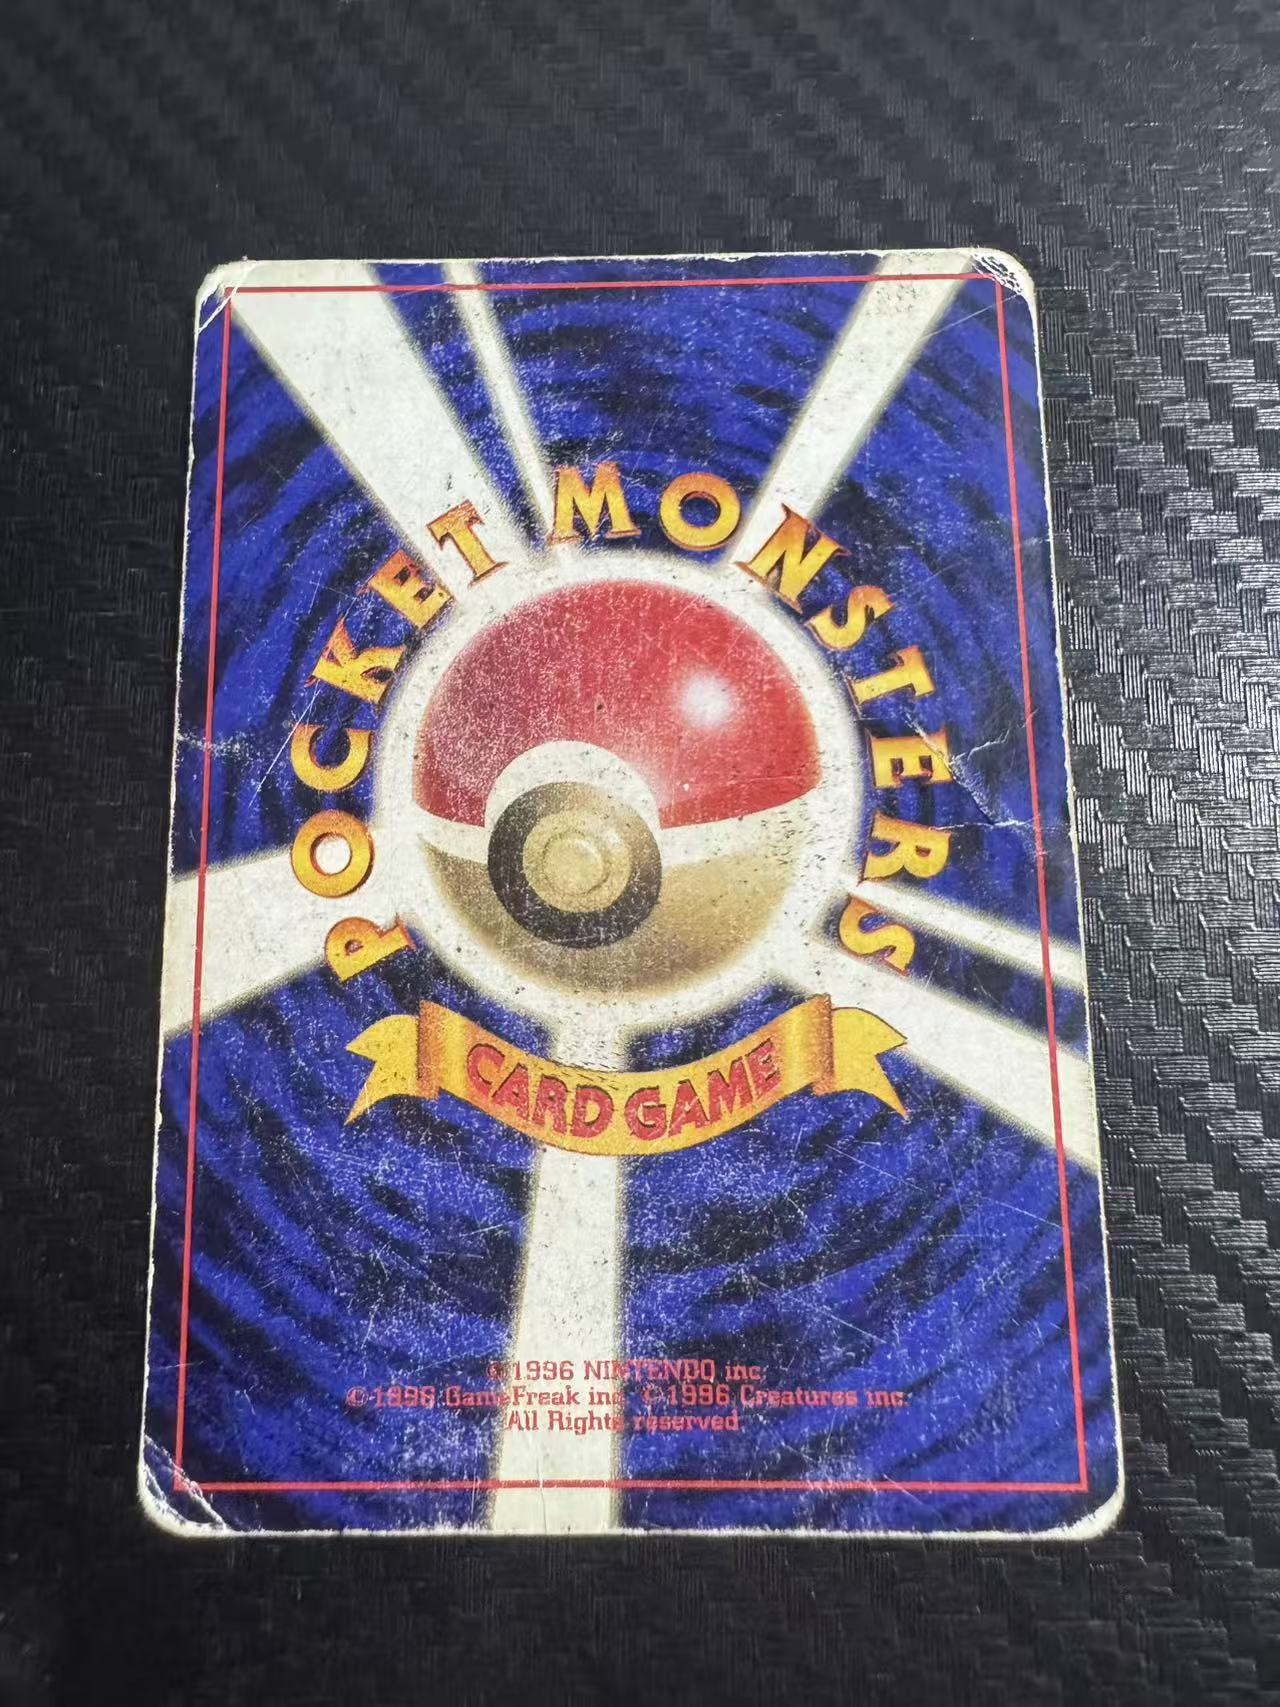 POCKET MONSTERS
CARD GAME
©1996 NINTENDO inc.
©1996 GameFreak inc. ©1996 Creatures inc.
All Rights reserved